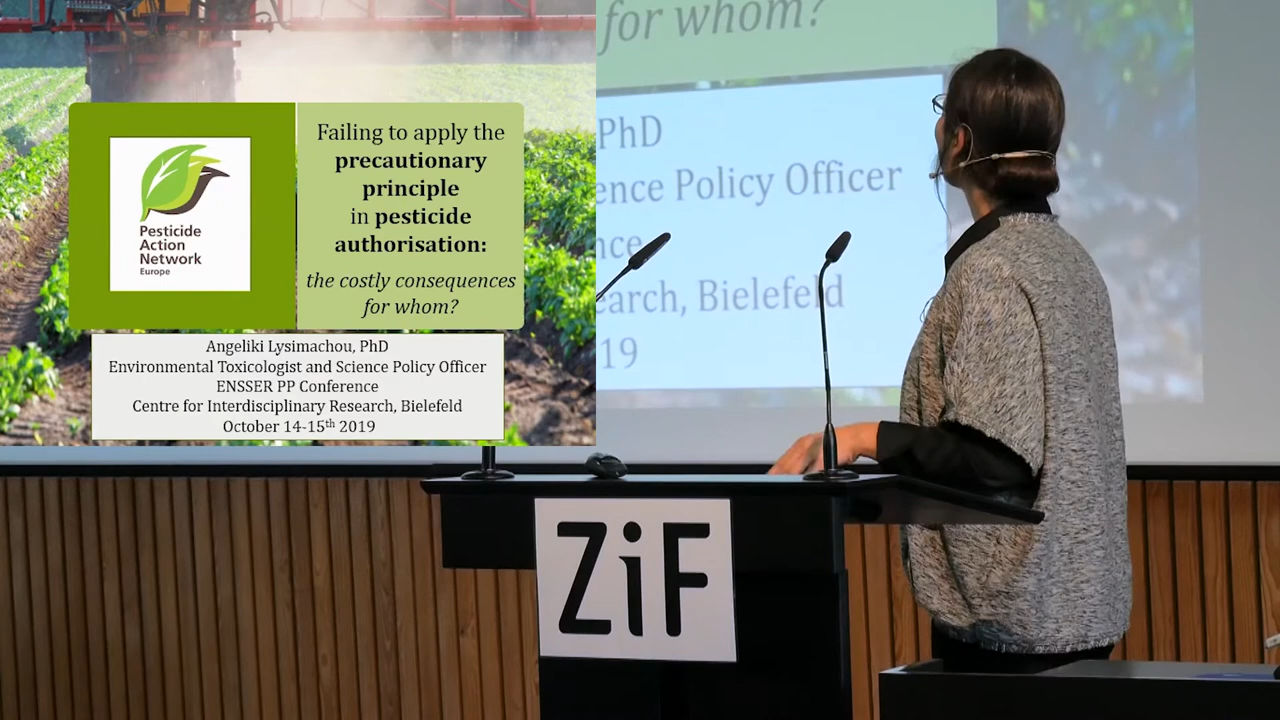 Failing to apply the
precautionary
principle
in pesticide
authorisation:
the costly consequences
for whom?
Pesticide
Action
Network
Europe
Angeliki Lysimachou, PhD
Environmental Toxicologist and Science Policy Officer
ENSSER PP Conference
Centre for Interdisciplinary Research, Bielefeld
October 14-15th 2019
for whom?
PhD
ence Policy Officer
nce
earch, Bielefeld
19
ZiF